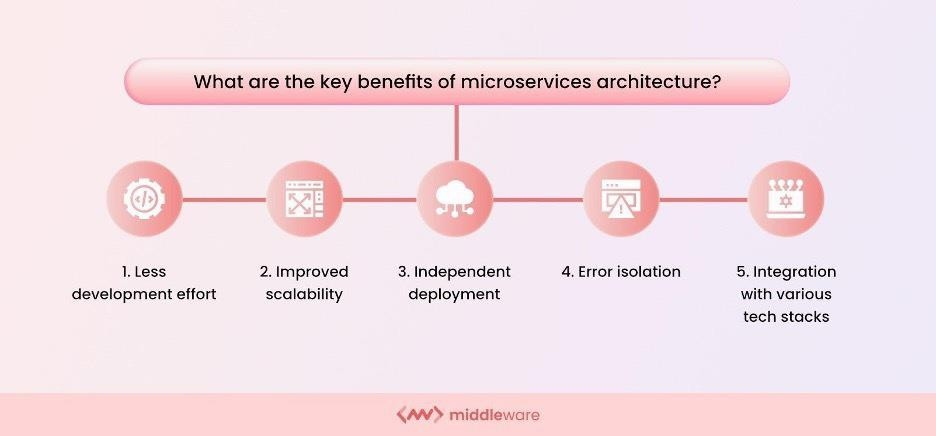 What are the key benefits of microservices architecture?
1. Less
development effort
2. Improved
scalability
3. Independent
deployment
4. Error isolation
5. Integration
with various
tech stacks
middleware